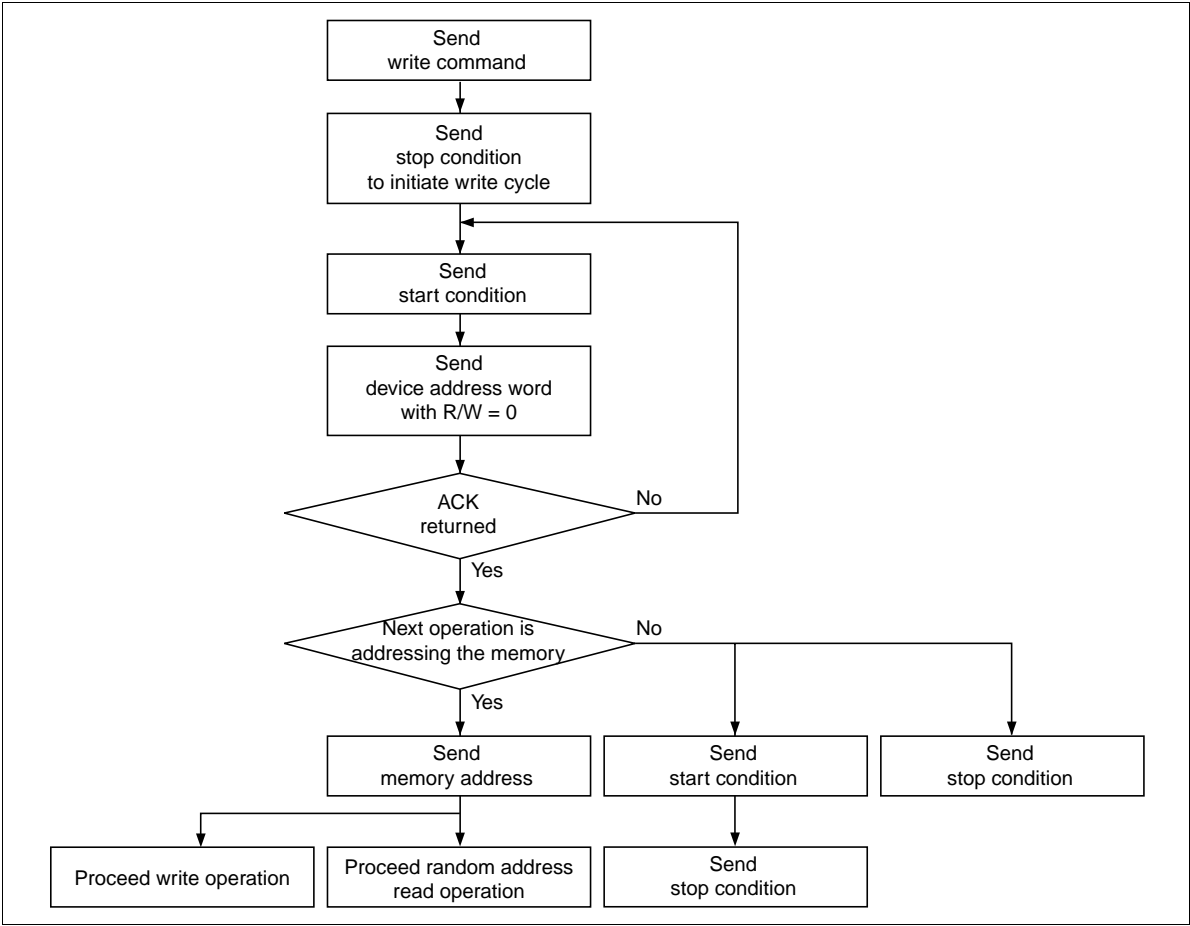 Send
write command
Send
stop condition
to initiate write cycle
Send
start condition
Send
device address word
with R/W = 0
ACK
returned
No
Yes
Next operation is
addressing the memory
No
Yes
Send
memory address
Send
start condition
Send
stop condition
Proceed write operation
Proceed random address
read operation
Send
stop condition